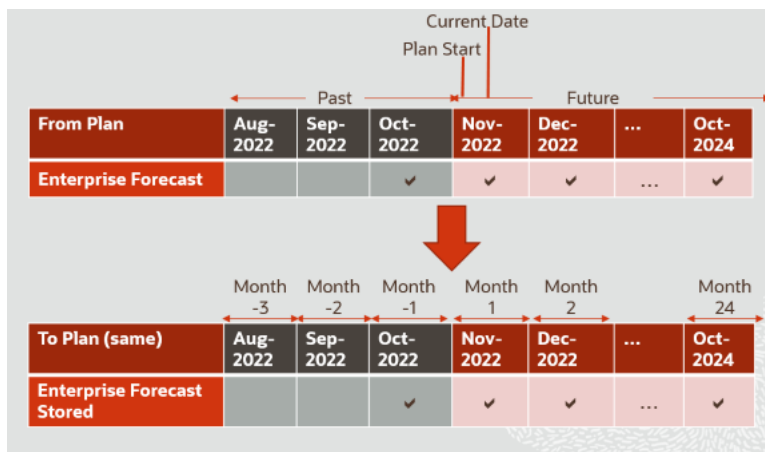 Current Date
Plan Start
Past
Future
From Plan
Aug-
2022
Sep-
2022
Oct-
2022
Nov-
2022
Dec-
2022
...
Oct-
2024
Enterprise Forecast
✓
✓
✓
...
✓
Month
-3
Month
-2
Month
-1
Month
1
Month
2
Month
24
To Plan (same)
Aug-
2022
Sep-
2022
Oct-
2022
Nov-
2022
Dec-
2022
...
Oct-
2024
Enterprise Forecast
Stored
✓
✓
✓
...
✓